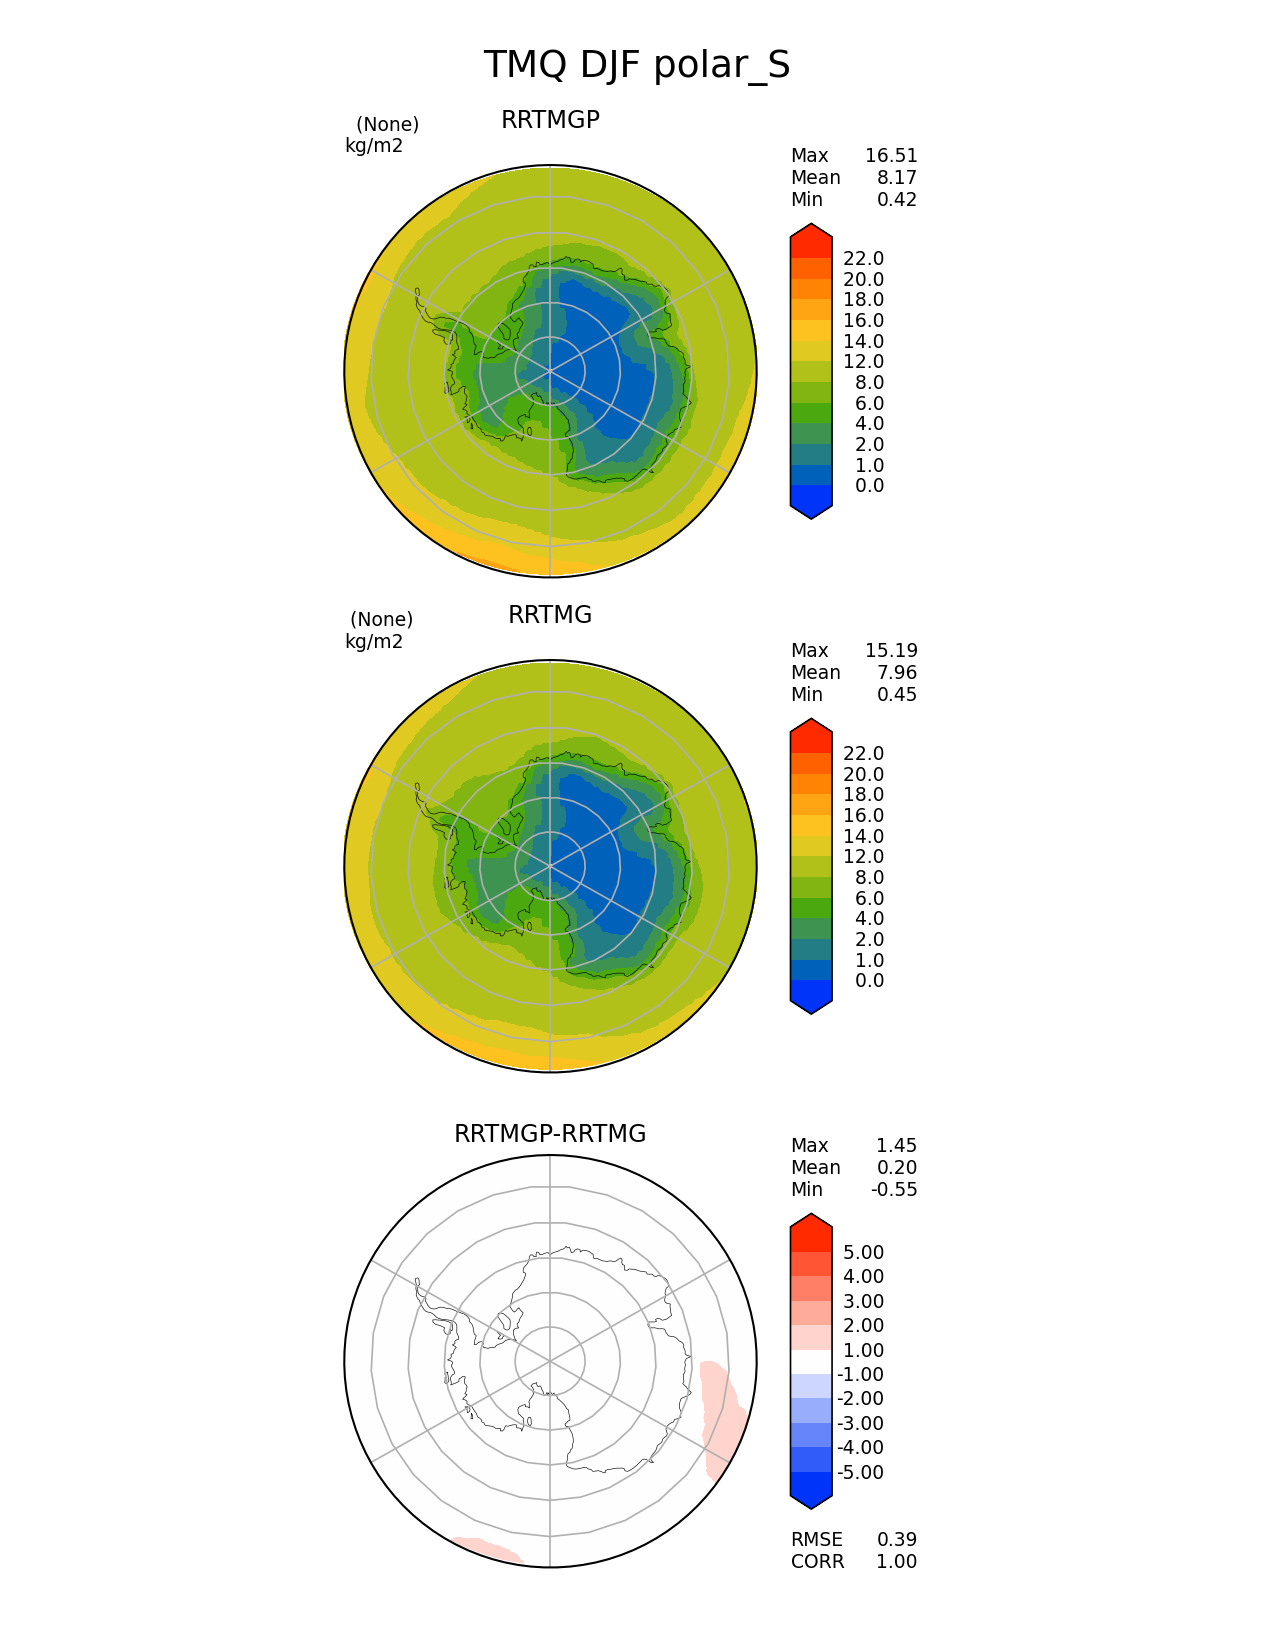 TMQ DJF polar_S
(None)
RRTMGP
kg/m2
Max 16.51
Mean 8.17
Min 0.42
22.0
20.0
18.0
16.0
14.0
12.0
8.0
6.0
4.0
2.0
1.0
0.0
(None)
RRTMG
kg/m2
Max 15.19
Mean 7.96
Min 0.45
22.0
20.0
18.0
16.0
14.0
12.0
8.0
6.0
4.0
2.0
1.0
0.0
RRTMGP-RRTMG
Max 1.45
Mean 0.20
Min -0.55
5.00
4.00
3.00
2.00
1.00
-1.00
-2.00
-3.00
-4.00
-5.00
RMSE 0.39
CORR 1.00